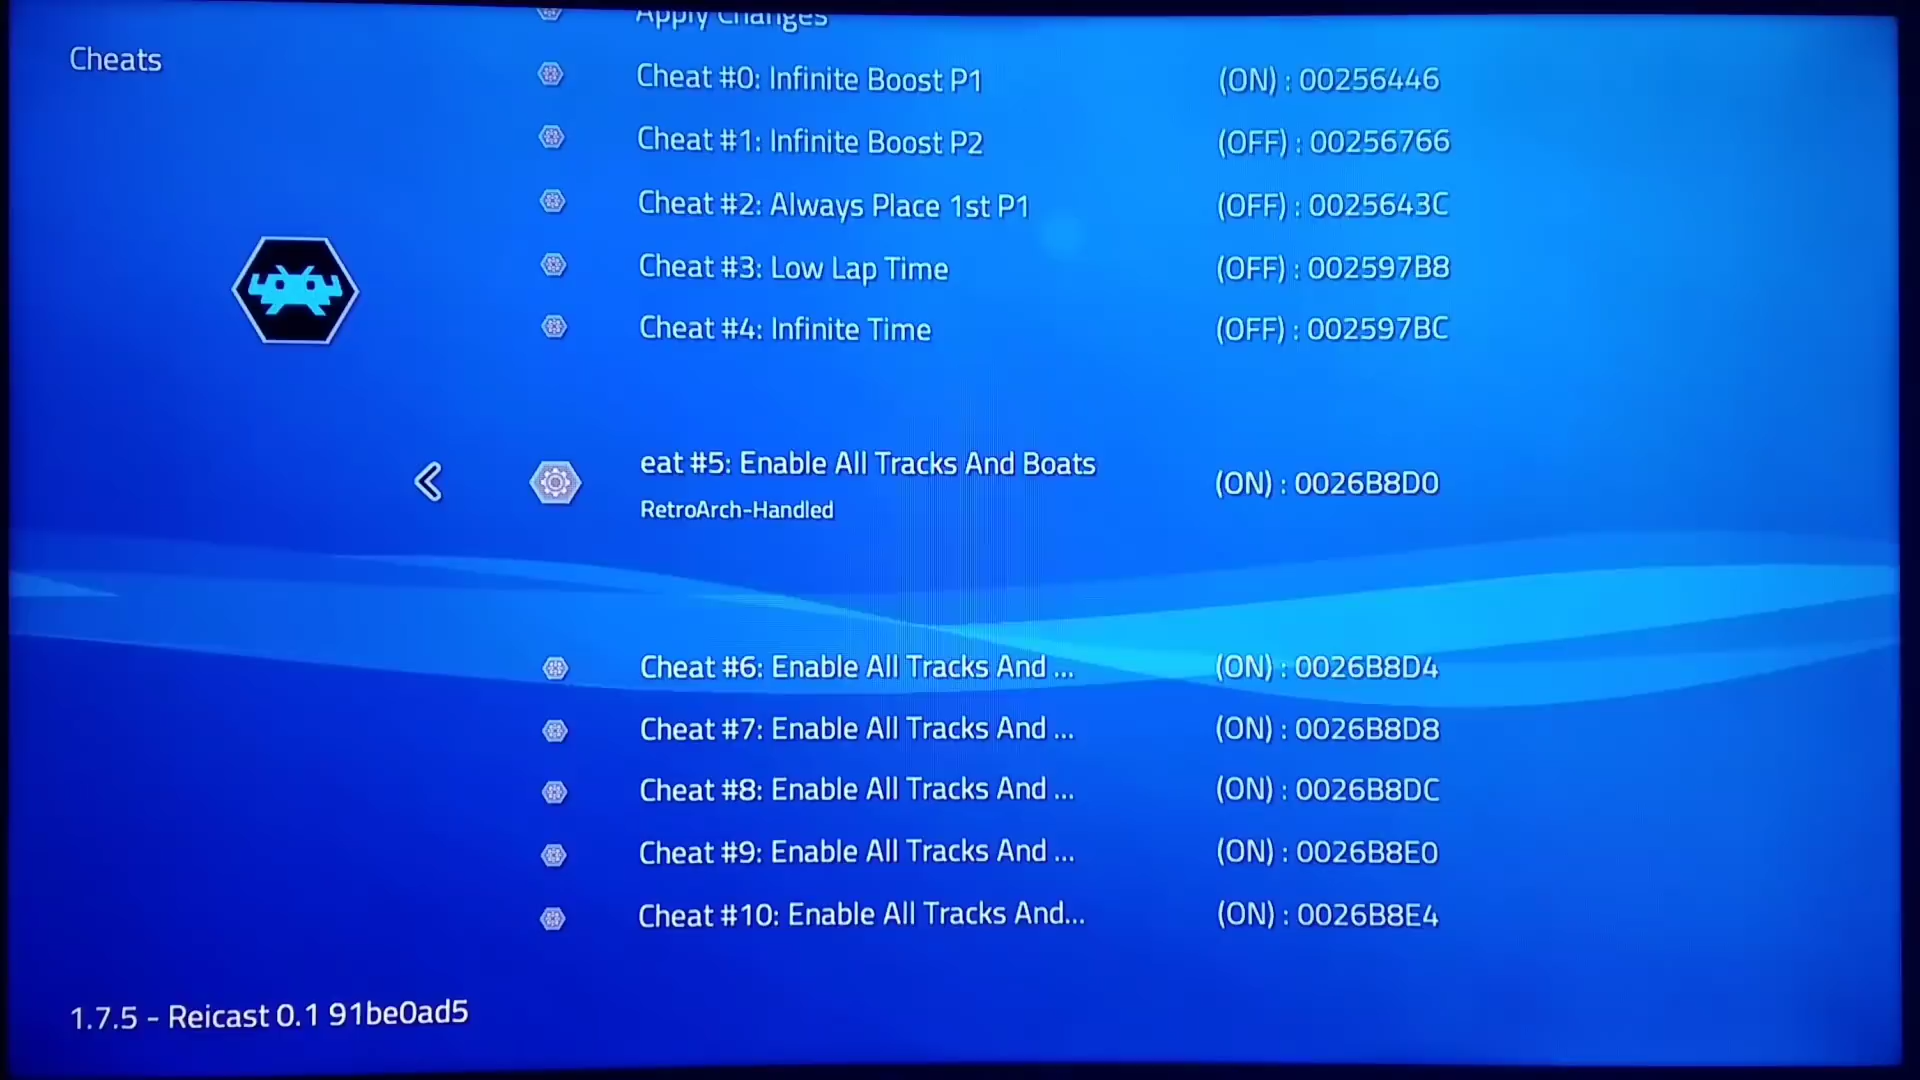 Apply Changes
Cheats
Cheat #0: Infinite Boost P1 (ON) : 00256446
Cheat #1: Infinite Boost P2 (OFF) : 00256766
Cheat #2: Always Place 1st P1 (OFF) : 0025643C
Cheat #3: Low Lap Time (OFF) : 002597B8
Cheat #4: Infinite Time (OFF) : 002597BC
eat #5: Enable All Tracks And Boats (ON) : 0026B8D0
RetroArch-Handled
Cheat #6: Enable All Tracks And ... (ON) : 0026B8D4
Cheat #7: Enable All Tracks And ... (ON) : 0026B8D8
Cheat #8: Enable All Tracks And ... (ON) : 0026B8DC
Cheat #9: Enable All Tracks And ... (ON) : 0026B8E0
Cheat #10: Enable All Tracks And... (ON) : 0026B8E4
1.7.5 - Reicast 0.1 91be0ad5